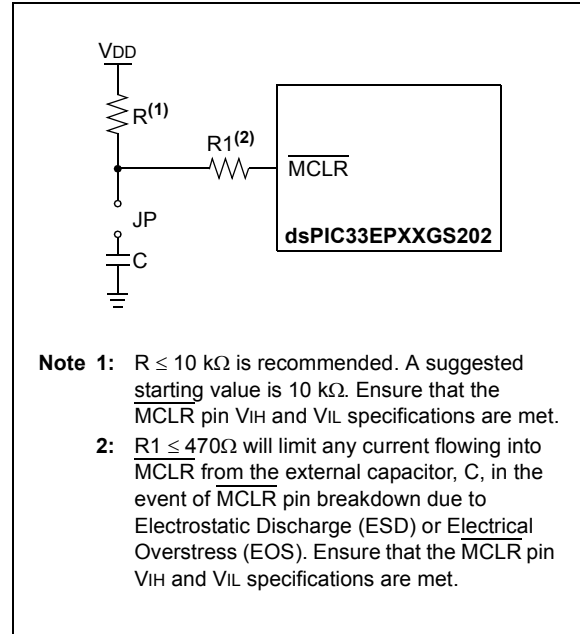 VDD
R(1)
R1(2)
MCLR
JP
dsPIC33EPXXGS202
C
Note 1: R ≤ 10 kΩ is recommended. A suggested
starting value is 10 kΩ. Ensure that the
MCLR pin VIH and VIL specifications are met.
2: R1 ≤ 470Ω will limit any current flowing into
MCLR from the external capacitor, C, in the
event of MCLR pin breakdown due to
Electrostatic Discharge (ESD) or Electrical
Overstress (EOS). Ensure that the MCLR pin
VIH and VIL specifications are met.